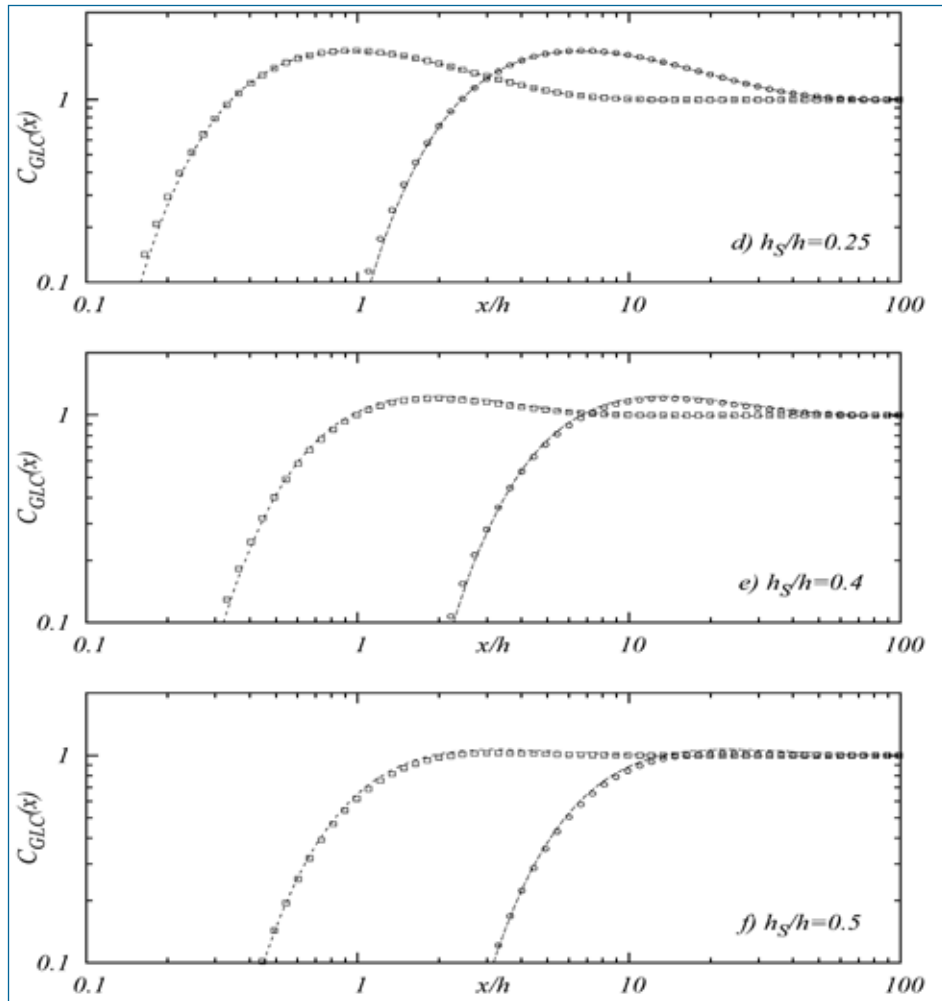 C_GLC(x)
1
0.1
d) h_S/h=0.25
0.1 1 x/h 10 100
C_GLC(x)
1
0.1
e) h_S/h=0.4
0.1 1 x/h 10 100
C_GLC(x)
1
0.1
f) h_S/h=0.5
0.1 1 x/h 10 100